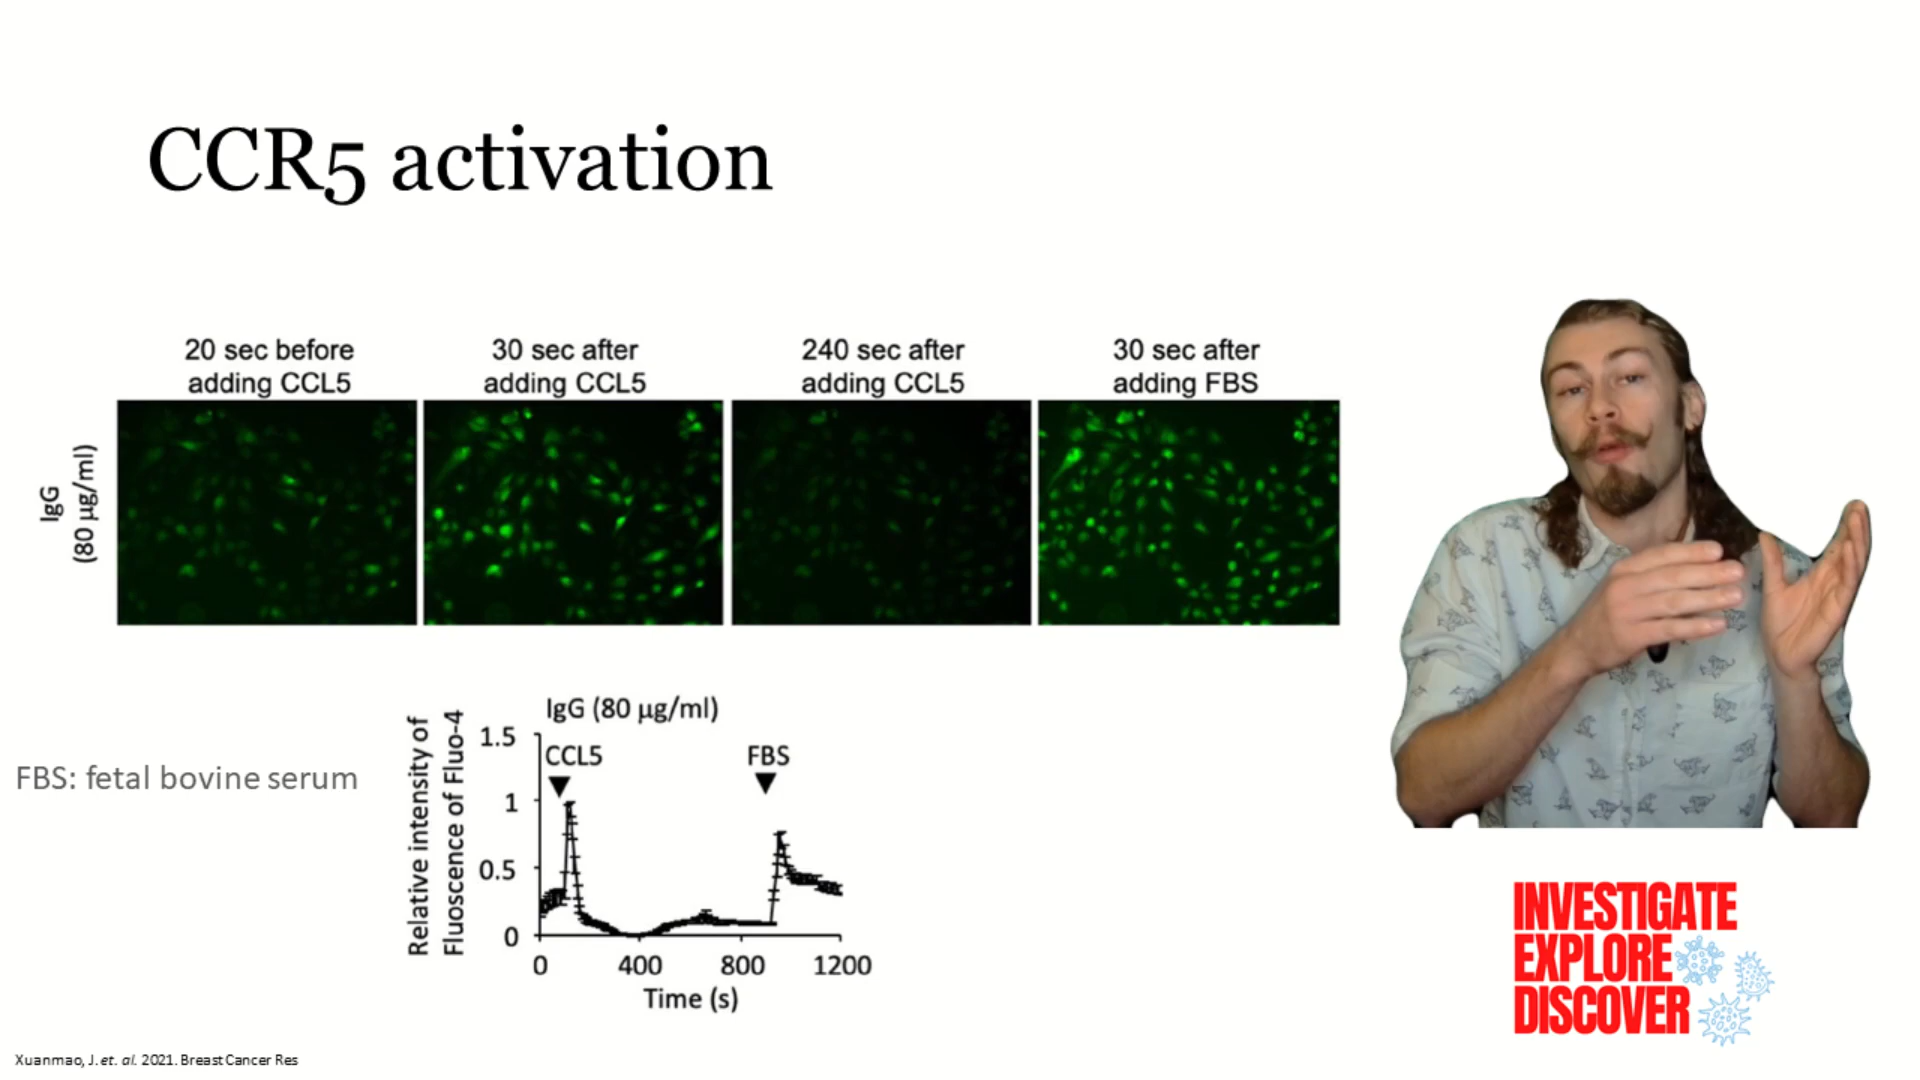 CCR5 activation
20 sec before
adding CCL5
30 sec after
adding CCL5
240 sec after
adding CCL5
30 sec after
adding FBS
IgG
(80 µg/ml)
FBS: fetal bovine serum
IgG (80 µg/ml)
Relative intensity of
Fluoscence of Fluo-4
1.5
1
0.5
0
CCL5
FBS
0 400 800 1200
Time (s)
INVESTIGATE
EXPLORE
DISCOVER
Xuanmao, J. et. al. 2021. Breast Cancer Res